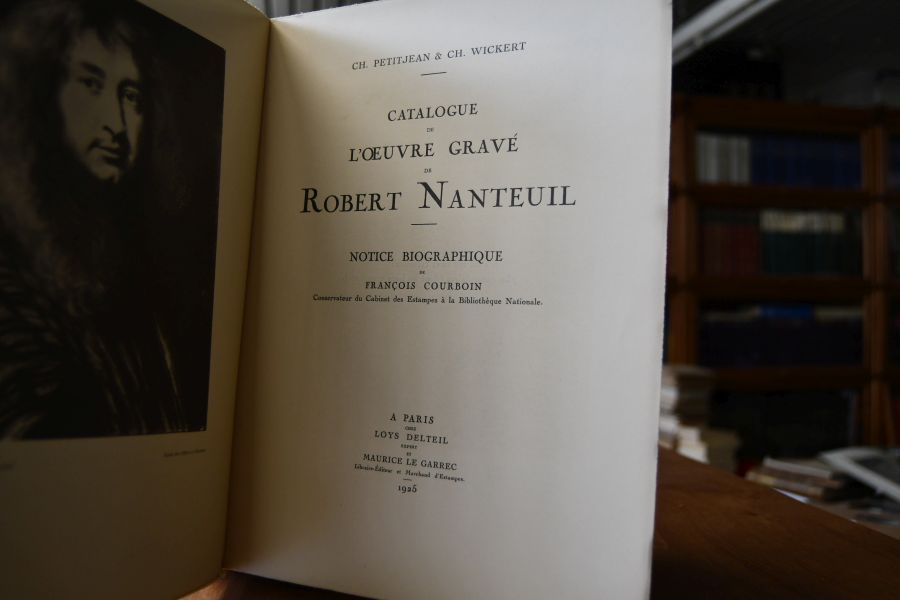 CH. PETITJEAN & CH. WICKERT
CATALOGUE
DE
L'ŒUVRE GRAVÉ
DE
ROBERT NANTEUIL
NOTICE BIOGRAPHIQUE
DE
FRANÇOIS COURBOIN
Conservateur du Cabinet des Estampes à la Bibliothèque Nationale.
A PARIS
CHEZ
LOYS DELTEIL
EXPERT
ET
MAURICE LE GARREC
Libraire-Éditeur et Marchand d'Estampes.
1925